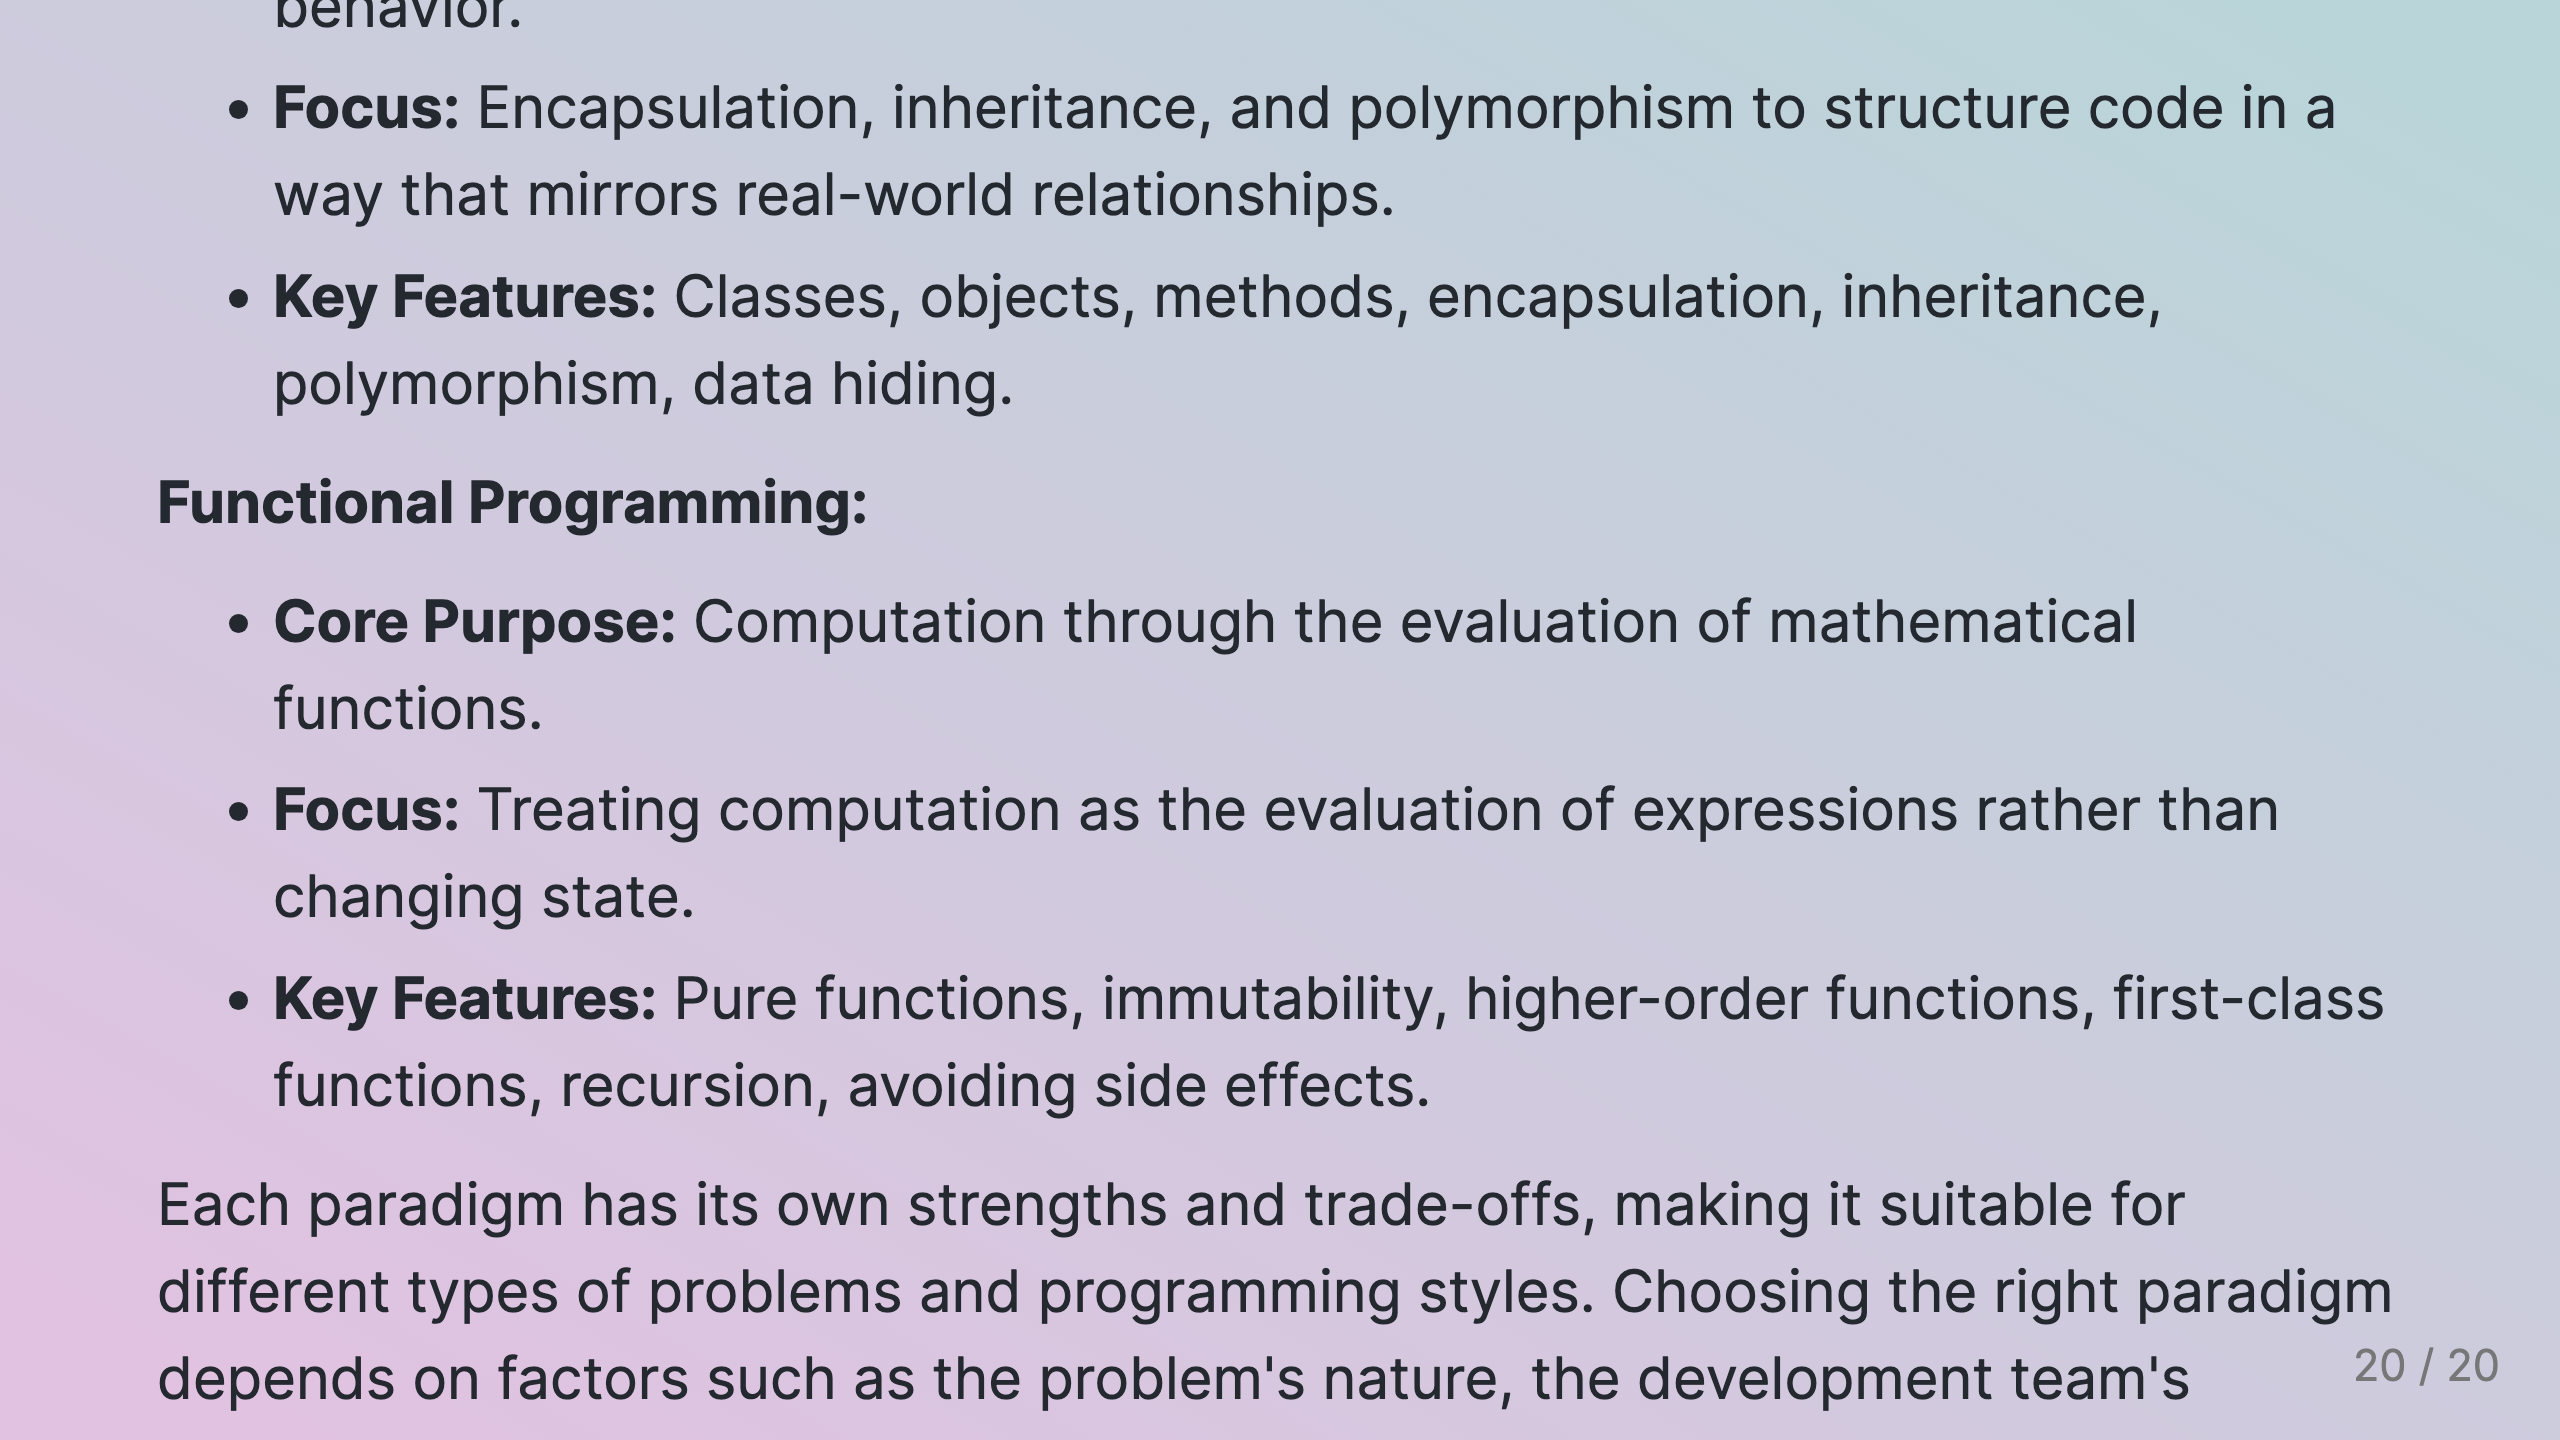 behavior.
• Focus: Encapsulation, inheritance, and polymorphism to structure code in a
way that mirrors real-world relationships.
• Key Features: Classes, objects, methods, encapsulation, inheritance,
polymorphism, data hiding.
Functional Programming:
• Core Purpose: Computation through the evaluation of mathematical
functions.
• Focus: Treating computation as the evaluation of expressions rather than
changing state.
• Key Features: Pure functions, immutability, higher-order functions, first-class
functions, recursion, avoiding side effects.
Each paradigm has its own strengths and trade-offs, making it suitable for
different types of problems and programming styles. Choosing the right paradigm
depends on factors such as the problem's nature, the development team's
20 / 20